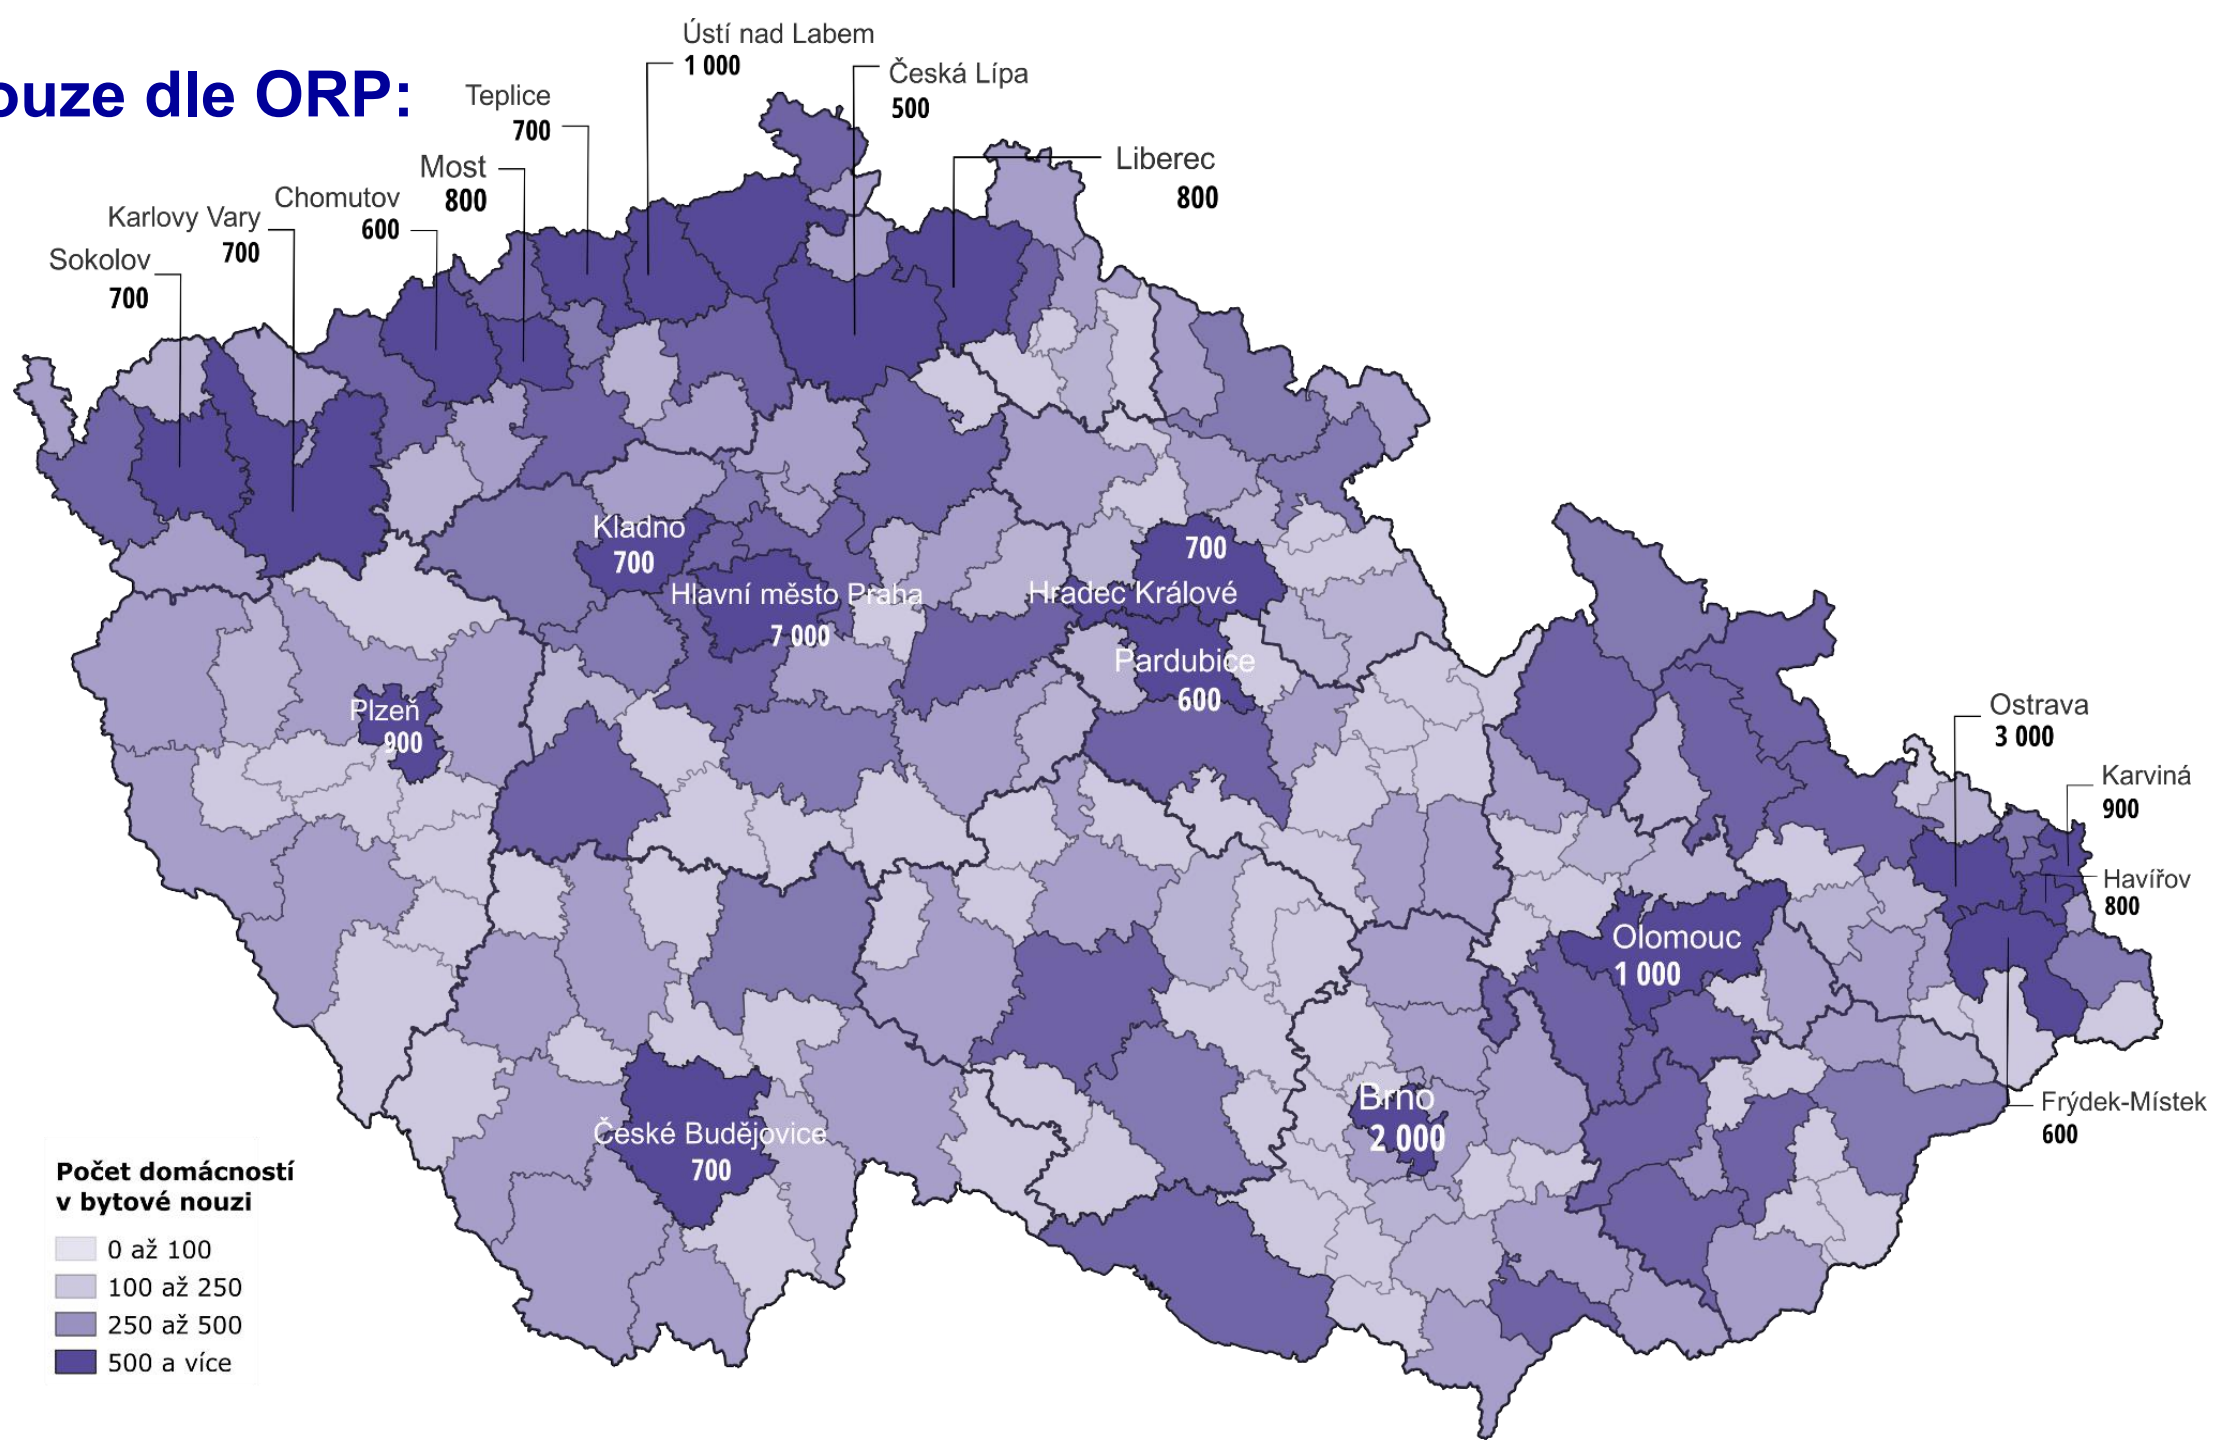 ouze dle ORP:
Ústí nad Labem
1 000
Česká Lípa
500
Teplice
700
Most
800
Liberec
800
Chomutov
600
Karlovy Vary
700
Sokolov
700
Kladno
700
Hlavní město Praha
7 000
700
Hradec Králové
Pardubice
600
Plzeň
900
Ostrava
3 000
Karviná
900
Havířov
800
Olomouc
1 000
Brno
2 000
Frýdek-Místek
600
České Budějovice
700
Počet domácností
v bytové nouzi
0 až 100
100 až 250
250 až 500
500 a více